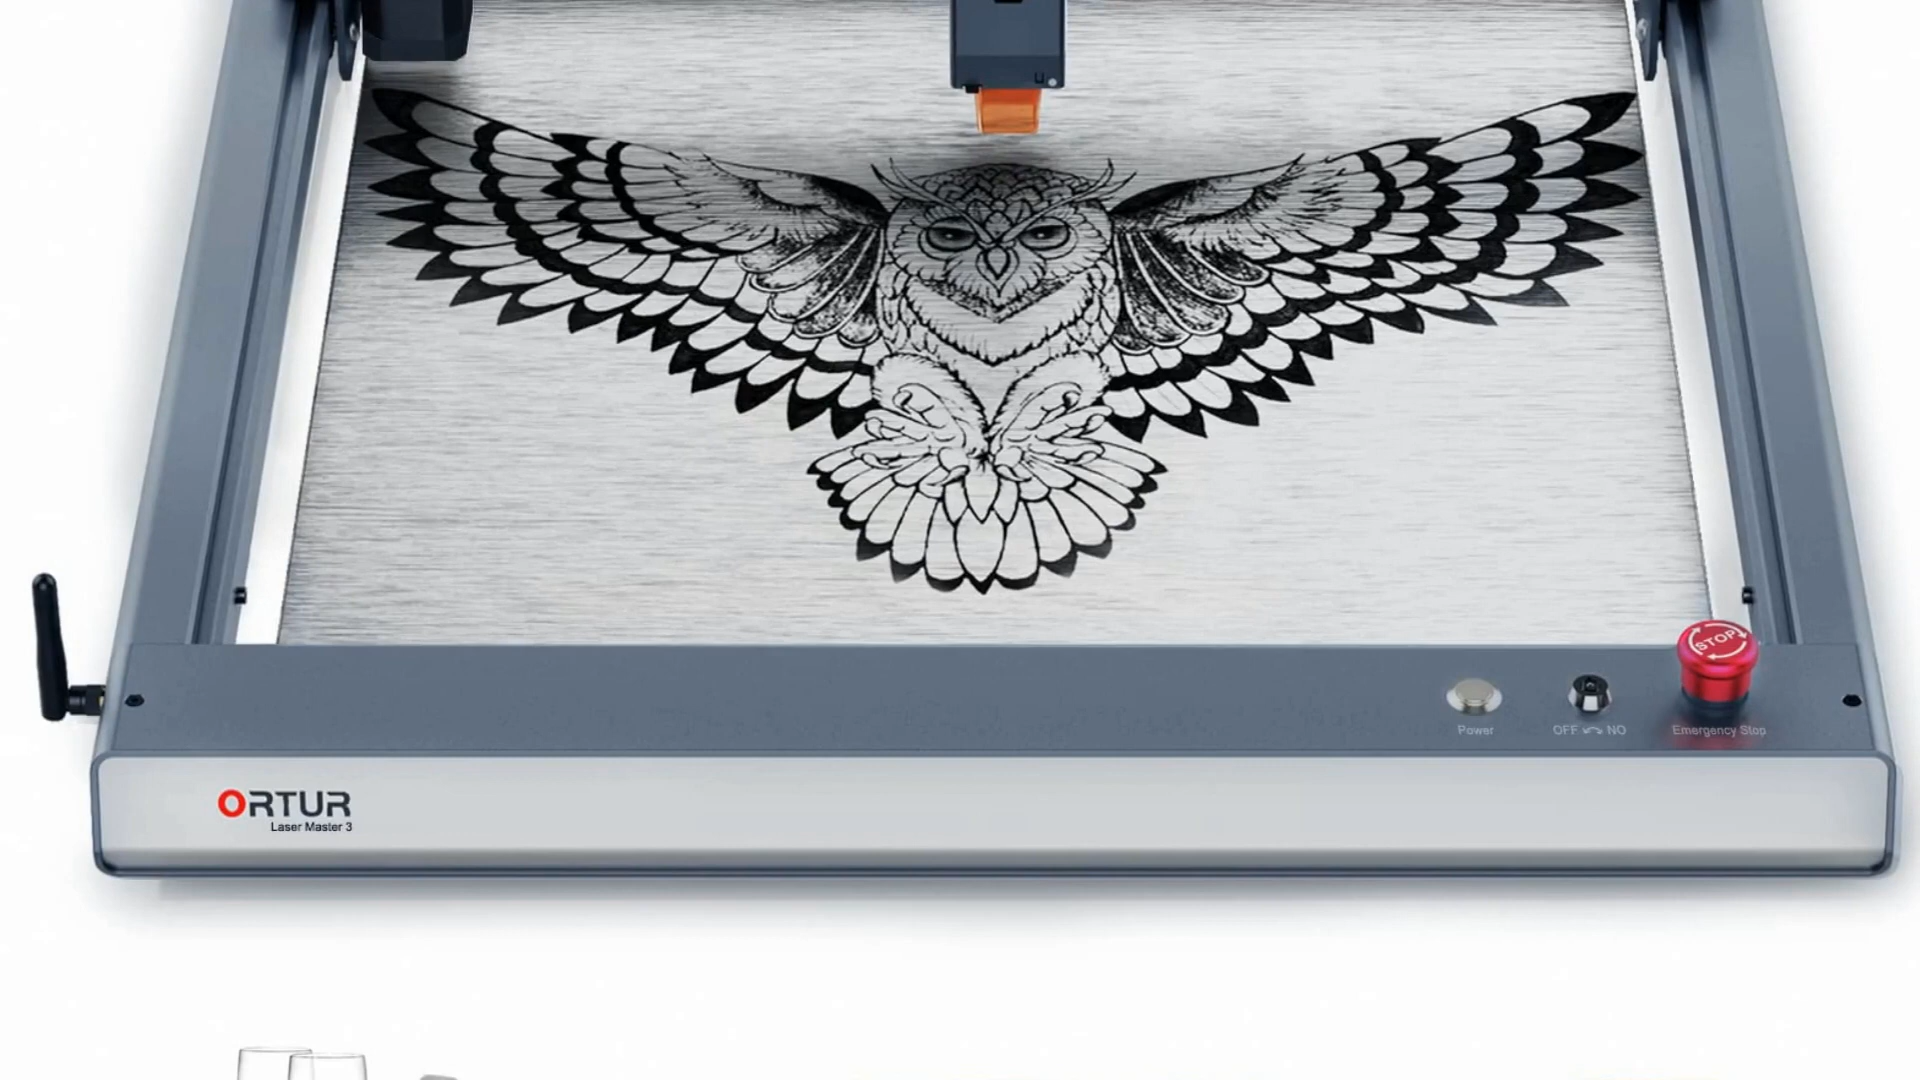 STOP
Power
OFF NO
Emergency Stop
ORTUR
Laser Master 3